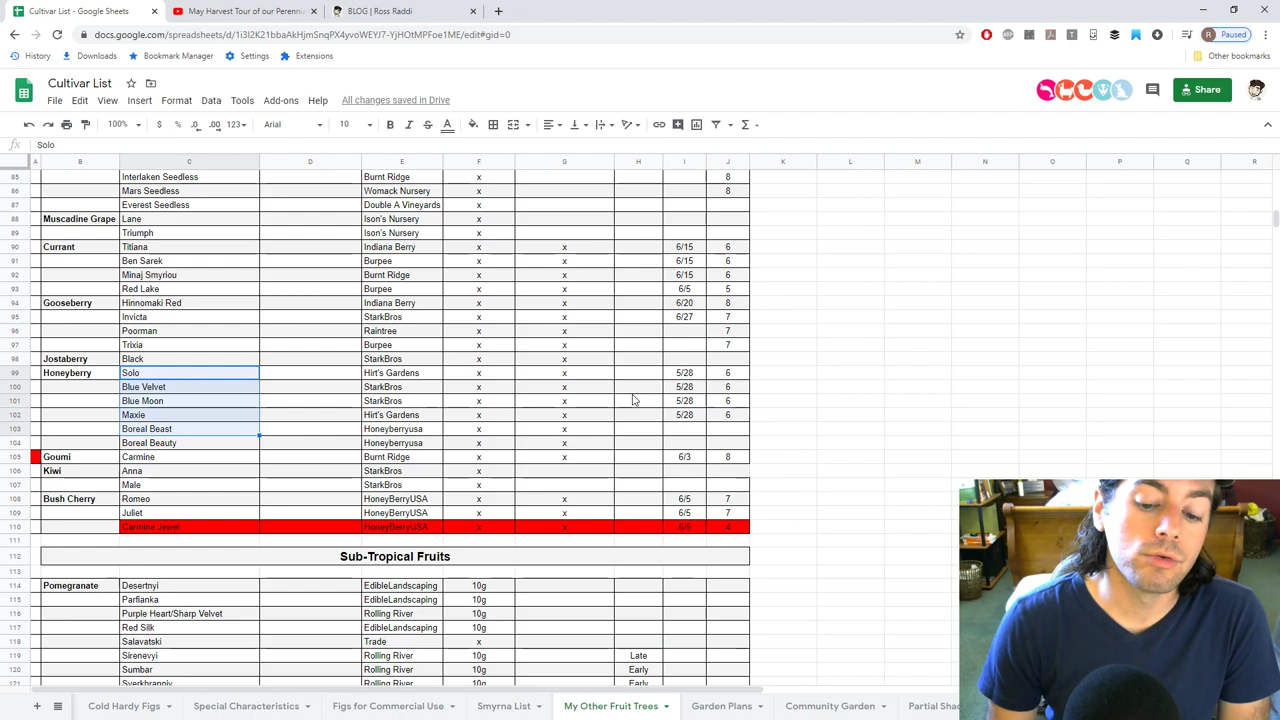 Cultivar List - Google Sheets × May Harvest Tour of our Perenni × BLOG | Ross Raddi × +
docs.google.com/spreadsheets/d/1i3I2K21bbaAkHjmSnqPX4yvoWEYJ7-YjHOtMPFoe1ME/edit#gid=0 R Paused
History Downloads Bookmark Manager Settings Extensions Other bookmarks
Cultivar List
File Edit View Insert Format Data Tools Add-ons Help All changes saved in Drive Share
100% $ % .0 .00 123 Arial 10 B I S A
fx Solo
A B C D E F G H I J K L M N O P Q R
85 Interlaken Seedless Burnt Ridge x 8
86 Mars Seedless Womack Nursery x 8
87 Everest Seedless Double A Vineyards x
88 Muscadine Grape Lane Ison's Nursery x
89 Triumph Ison's Nursery x
90 Currant Titiana Indiana Berry x x 6/15 6
91 Ben Sarek Burpee x x 6/15 6
92 Minaj Smyriou Burnt Ridge x x 6/15 6
93 Red Lake Burpee x x 6/5 5
94 Gooseberry Hinnomaki Red Indiana Berry x x 6/20 8
95 Invicta StarkBros x x 6/27 7
96 Poorman Raintree x x 7
97 Trixia Burpee x x 7
98 Jostaberry Black StarkBros x x
99 Honeyberry Solo Hirt's Gardens x x 5/28 6
100 Blue Velvet StarkBros x x 5/28 6
101 Blue Moon StarkBros x x 5/28 6
102 Maxie Hirt's Gardens x x 5/28 6
103 Boreal Beast Honeyberryusa x x
104 Boreal Beauty Honeyberryusa x x
105 Goumi Carmine Burnt Ridge x x 6/3 8
106 Kiwi Anna StarkBros x x
107 Male StarkBros x x
108 Bush Cherry Romeo HoneyBerryUSA x x 6/5 7
109 Juliet HoneyBerryUSA x x 6/5 7
110 Carmine Jewel HoneyBerryUSA x x 6/5 4
111
112 Sub-Tropical Fruits
113
114 Pomegranate Desertnyi EdibleLandscaping 10g
115 Parfianka EdibleLandscaping 10g
116 Purple Heart/Sharp Velvet Rolling River 10g
117 Red Silk EdibleLandscaping 10g
118 Salavatski Trade x
119 Sirenevyi Rolling River 10g Late
120 Sumbar Rolling River 10g Early
121 Sverkhranniy Rolling River 10g Early
+ Cold Hardy Figs Special Characteristics Figs for Commercial Use Smyrna List My Other Fruit Trees Garden Plans Community Garden Partial Shad